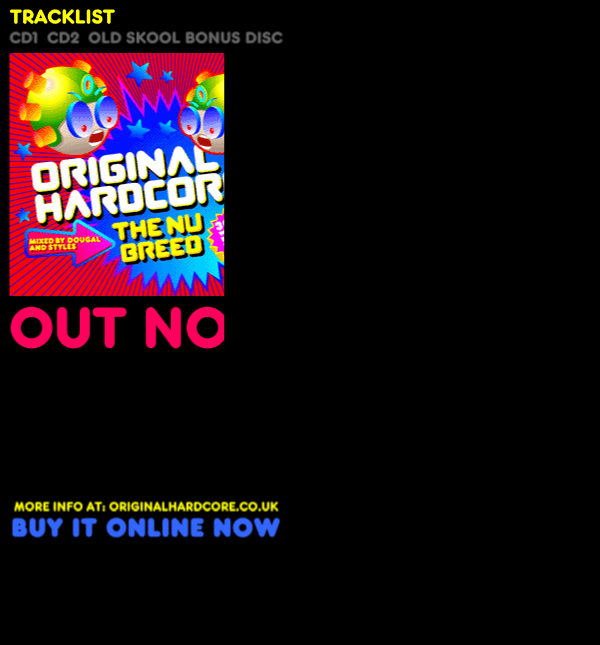 TRACKLIST
CD1 CD2 OLD SKOOL BONUS DISC
ORIGINAL
HARDCOR
THE NU
BREED
MIXED BY DOUGAL
AND STYLES
OUT NO
MORE INFO AT: ORIGINALHARDCORE.CO.UK
BUY IT ONLINE NOW